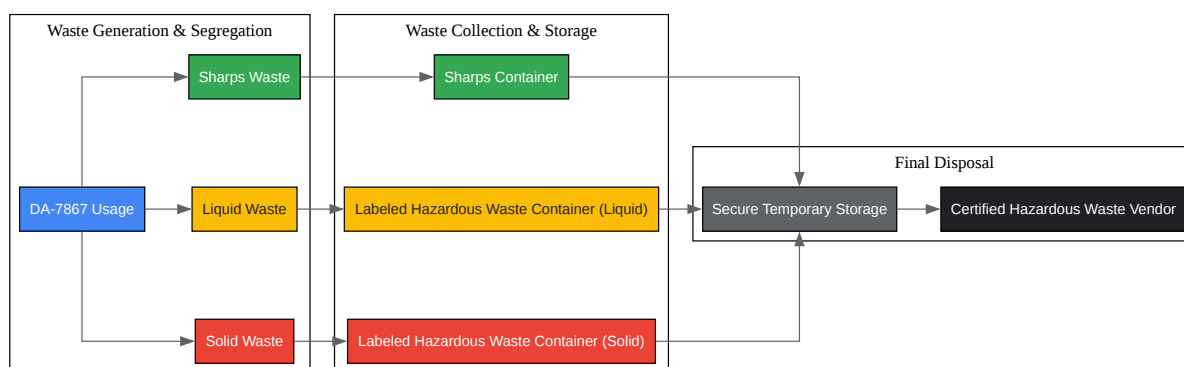 Waste Generation & Segregation
Waste Collection & Storage
Sharps Waste
Sharps Container
Final Disposal
DA-7867 Usage
Liquid Waste
Labeled Hazardous Waste Container (Liquid)
Secure Temporary Storage
Certified Hazardous Waste Vendor
Solid Waste
Labeled Hazardous Waste Container (Solid)